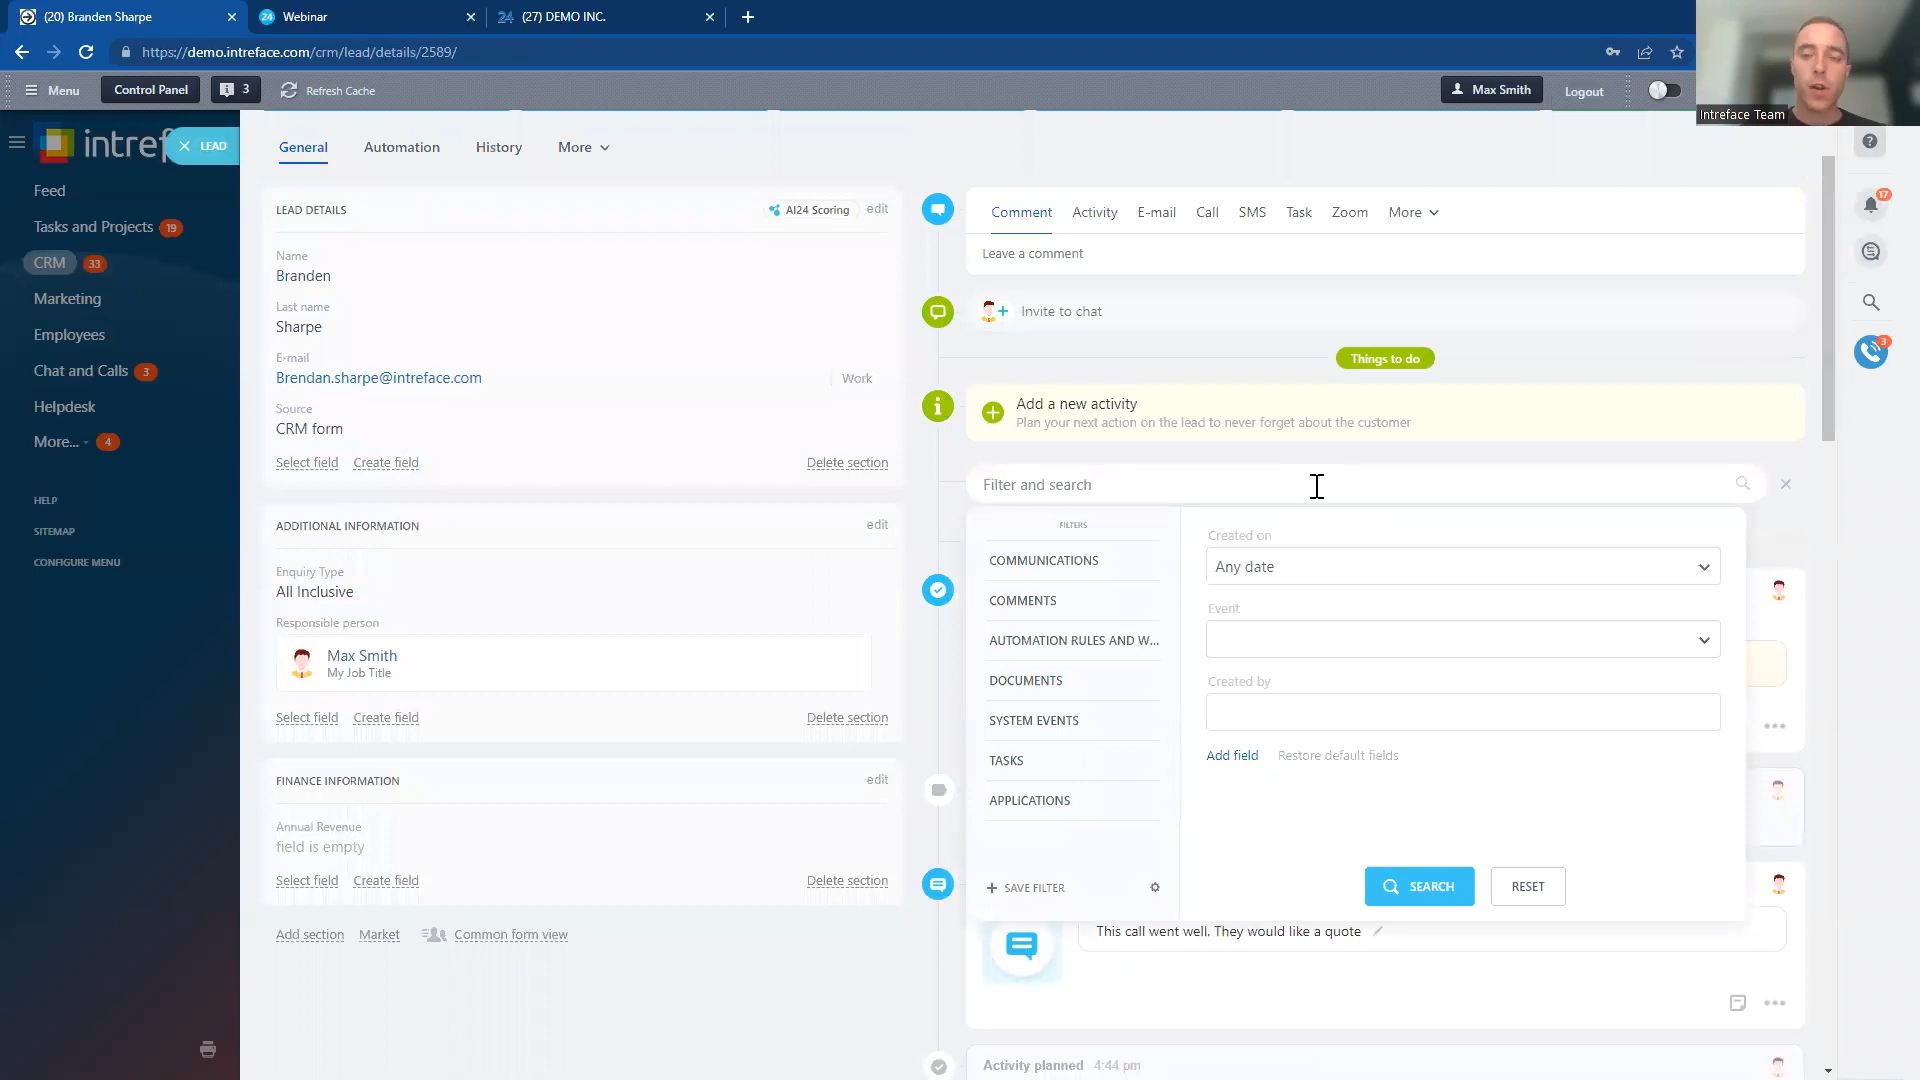 (20) Branden Sharpe
Webinar
(27) DEMO INC.
https://demo.intreface.com/crm/lead/details/2589/
Menu
Control Panel
3
Refresh Cache
Max Smith
Logout
Intreface Team
LEAD
Feed
Tasks and Projects 19
CRM 33
Marketing
Employees
Chat and Calls 3
Helpdesk
More... 4
HELP
SITEMAP
CONFIGURE MENU
General
Automation
History
More
LEAD DETAILS
AI24 Scoring
edit
Name
Branden
Last name
Sharpe
E-mail
Brendan.sharpe@intreface.com
Work
Source
CRM form
Select field
Create field
Delete section
ADDITIONAL INFORMATION
edit
Enquiry Type
All Inclusive
Responsible person
Max Smith
My Job Title
Select field
Create field
Delete section
FINANCE INFORMATION
edit
Annual Revenue
field is empty
Select field
Create field
Delete section
Add section
Market
Common form view
Comment
Activity
E-mail
Call
SMS
Task
Zoom
More
Leave a comment
Invite to chat
Things to do
Add a new activity
Plan your next action on the lead to never forget about the customer
Filter and search
FILTERS
COMMUNICATIONS
COMMENTS
AUTOMATION RULES AND W...
DOCUMENTS
SYSTEM EVENTS
TASKS
APPLICATIONS
SAVE FILTER
Created on
Any date
Event
Created by
Add field
Restore default fields
SEARCH
RESET
This call went well. They would like a quote
Activity planned 4:44 pm
17
3